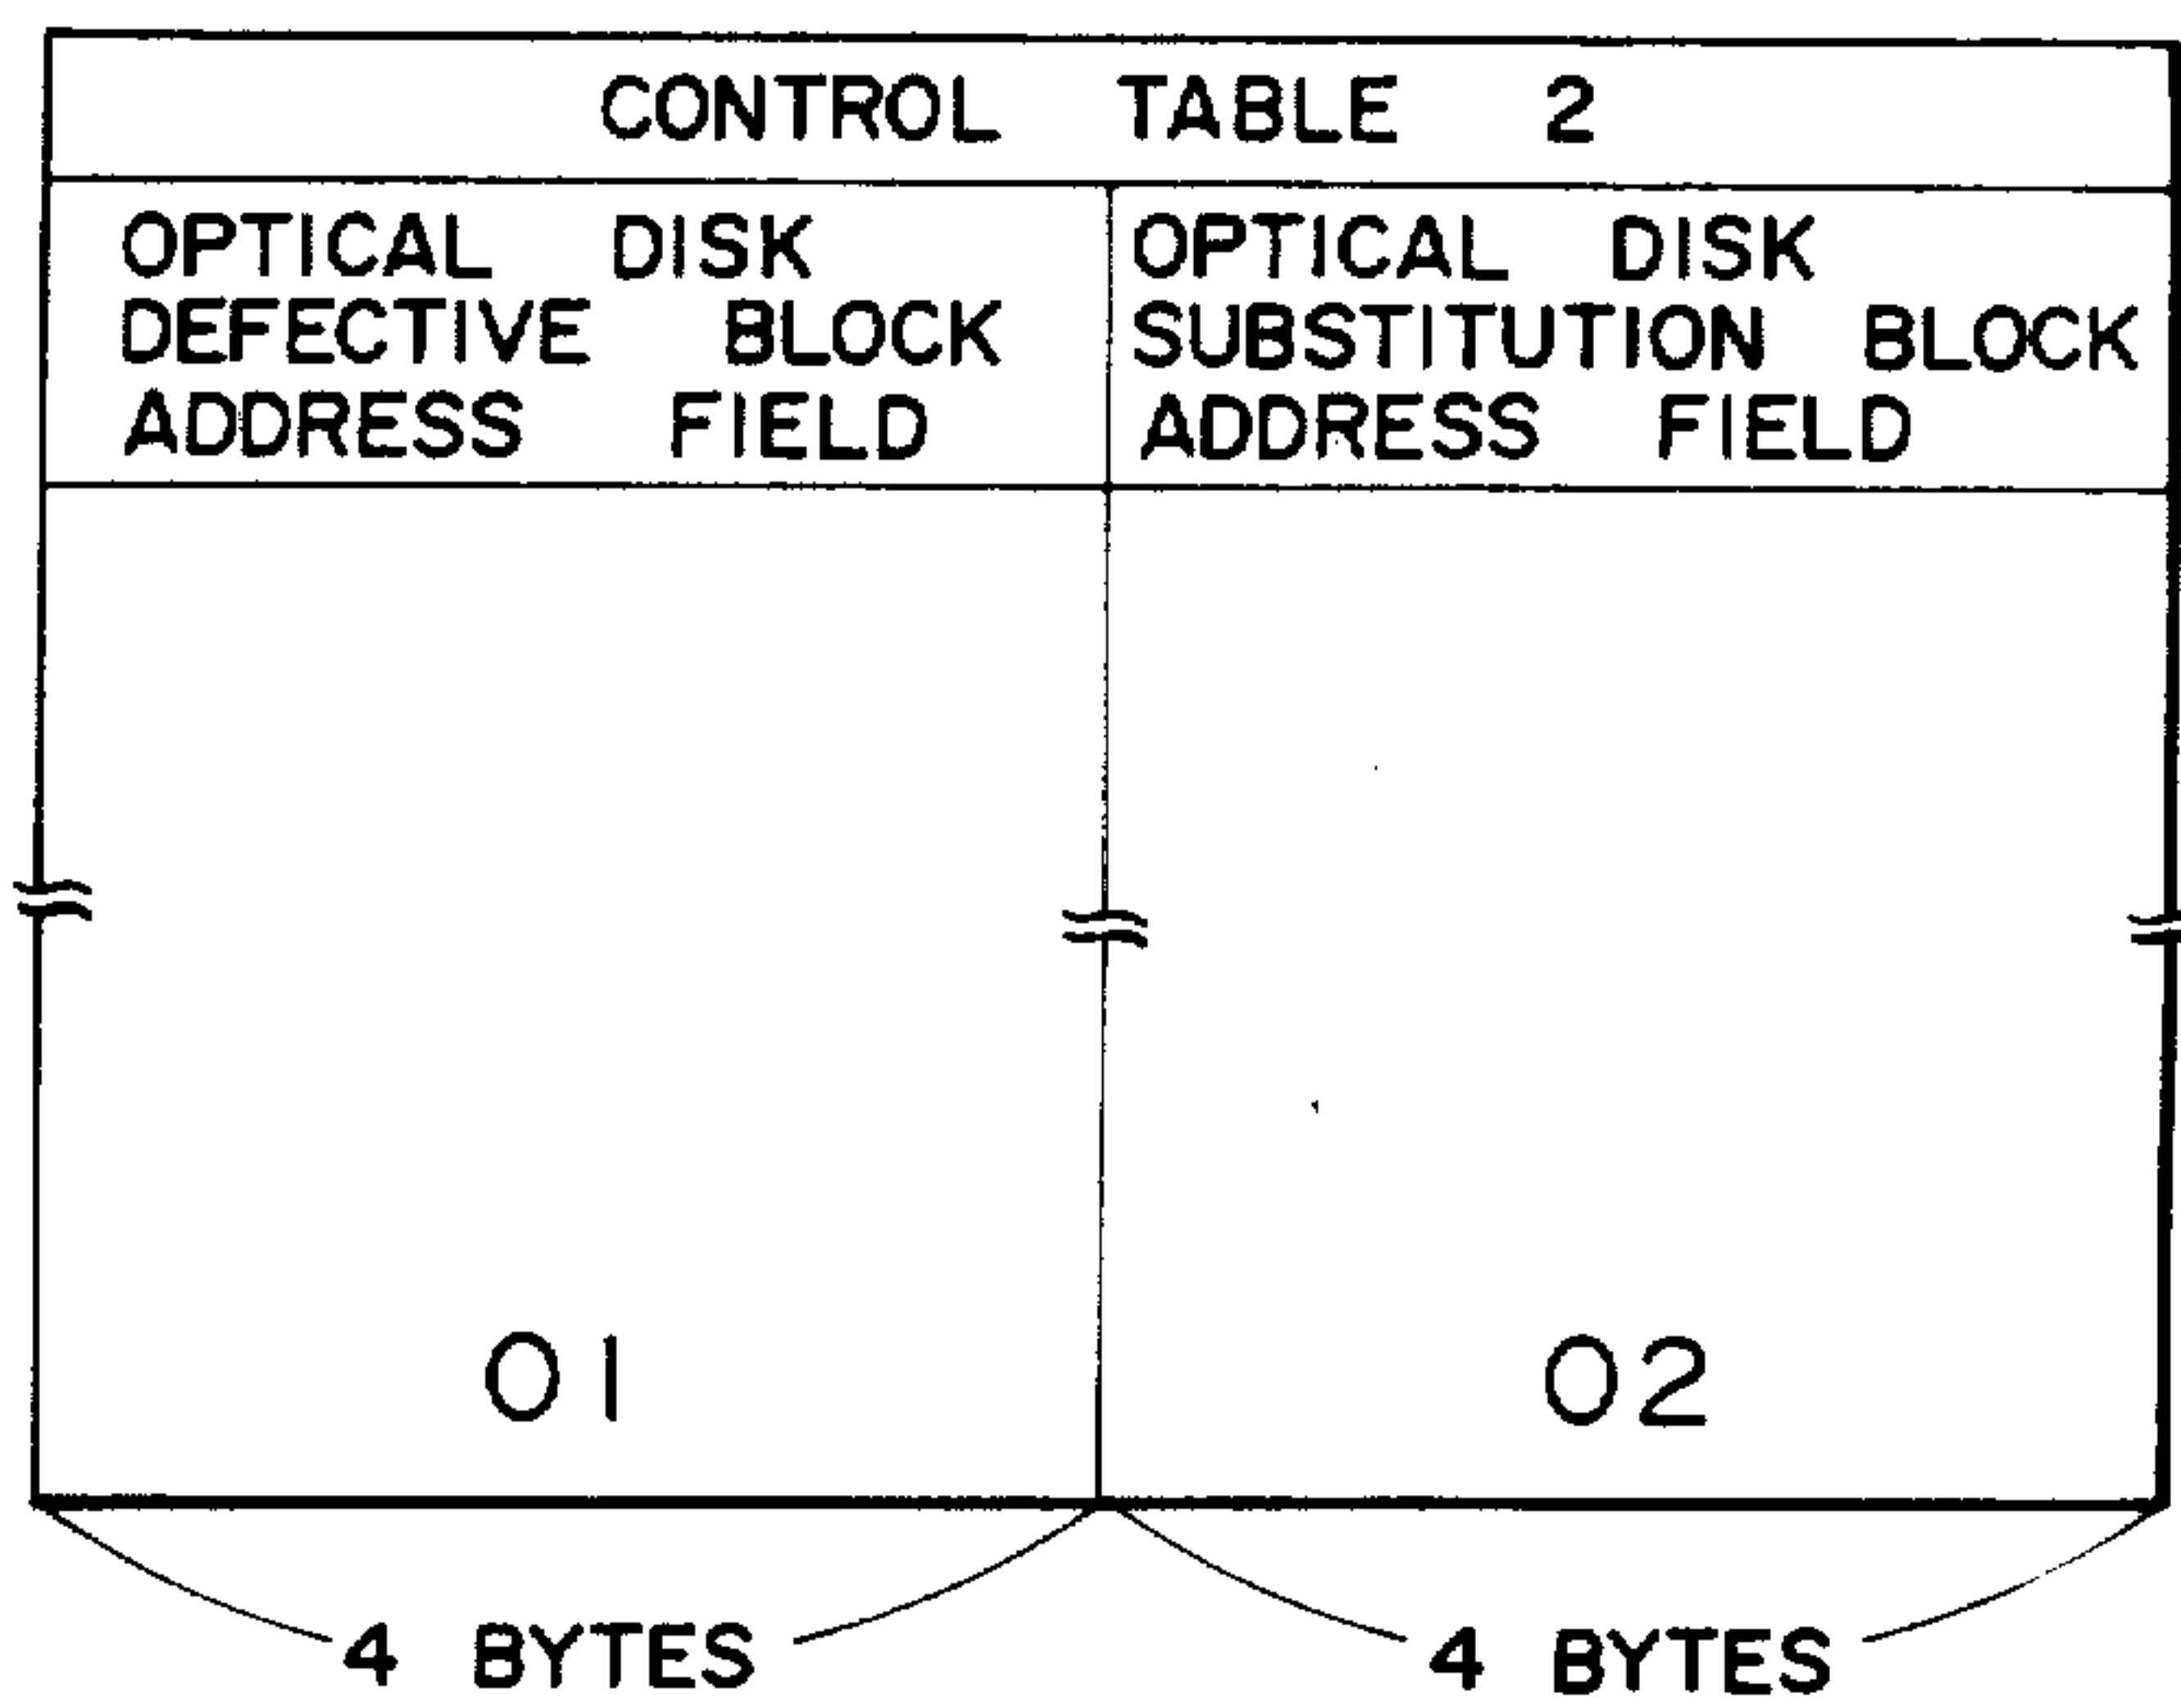 CONTROL TABLE 2
OPTICAL DISK
DEFECTIVE BLOCK
ADDRESS FIELD
OPTICAL DISK
SUBSTITUTION BLOCK
ADDRESS FIELD
01
02
4 BYTES
4 BYTES